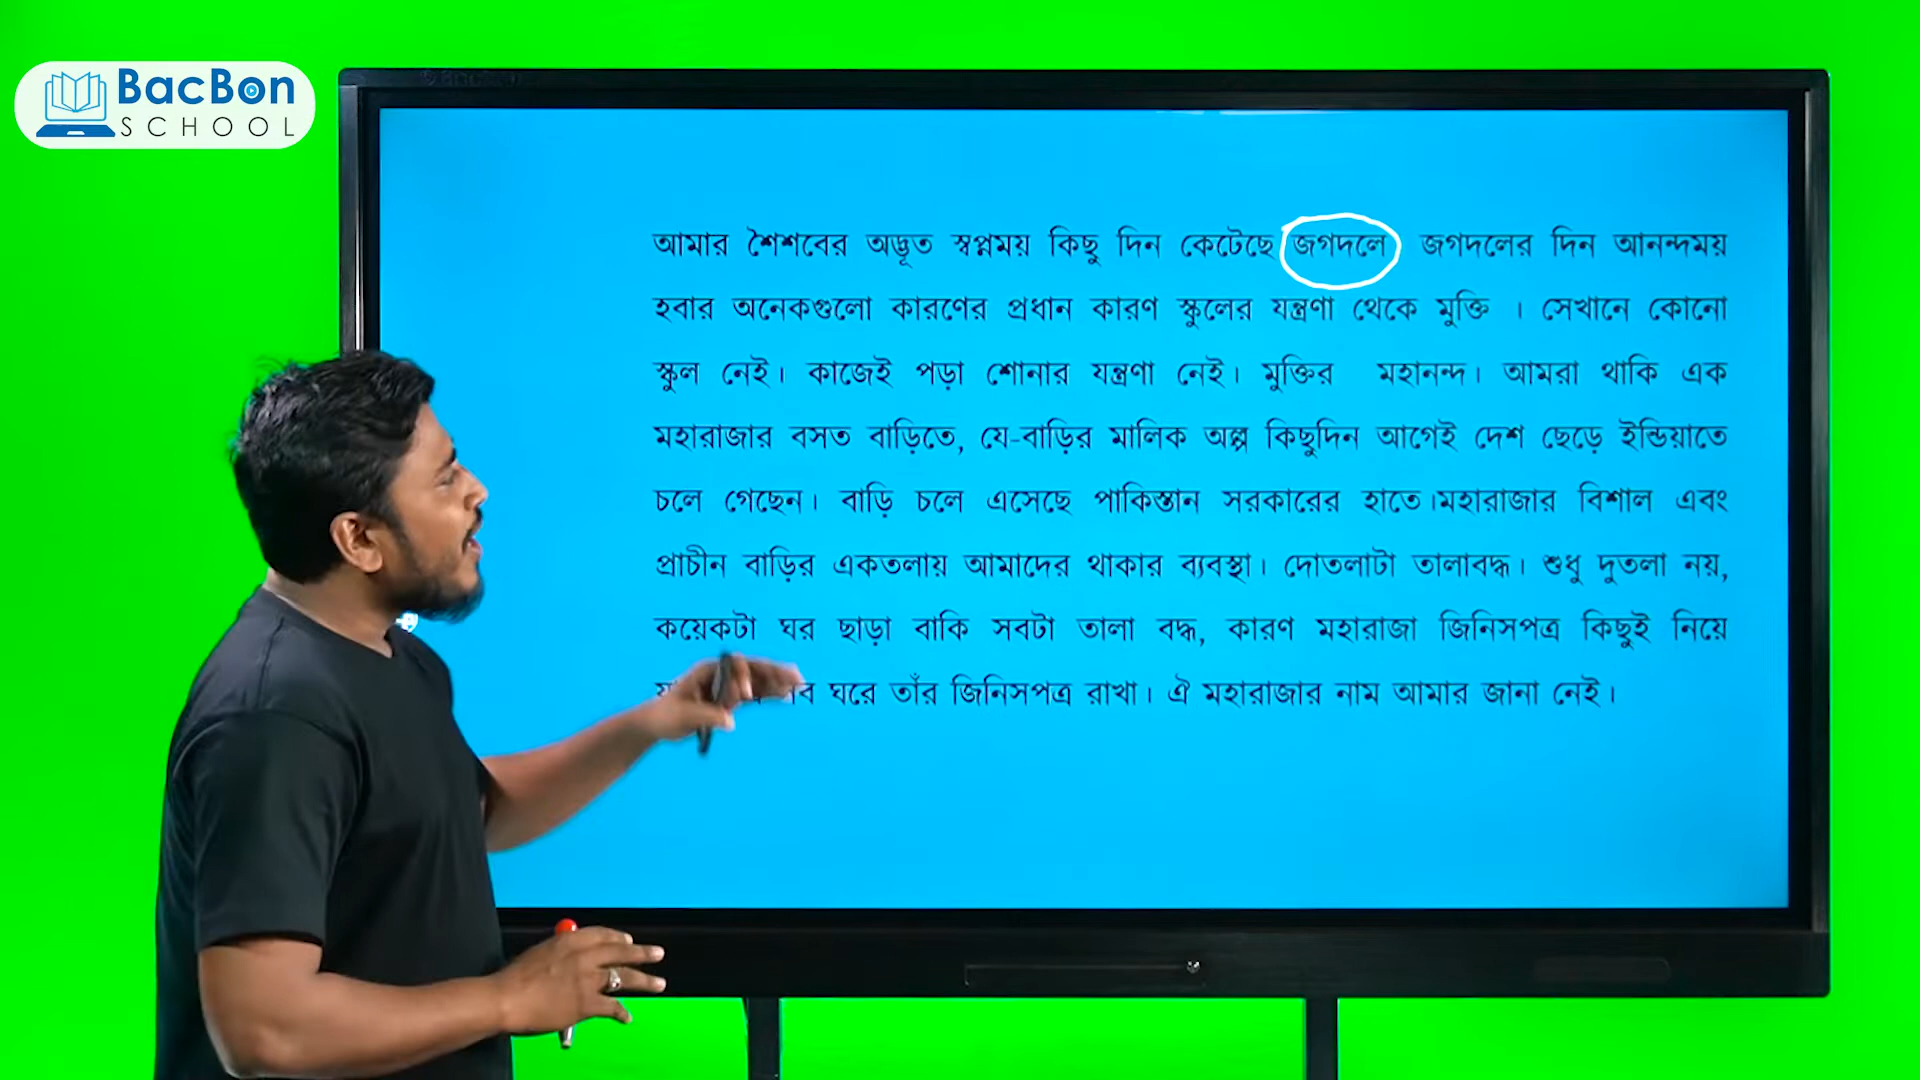 BacBon
SCHOOL
আমার শৈশবের অদ্ভূত স্বপ্নময় কিছু দিন কেটেছে জগদলে জগদলের দিন আনন্দময়
হবার অনেকগুলো কারণের প্রধান কারণ স্কুলের যন্ত্রণা থেকে মুক্তি । সেখানে কোনো
স্কুল নেই। কাজেই পড়া শোনার যন্ত্রণা নেই। মুক্তির মহানন্দ। আমরা থাকি এক
মহারাজার বসত বাড়িতে, যে-বাড়ির মালিক অল্প কিছুদিন আগেই দেশ ছেড়ে ইন্ডিয়াতে
চলে গেছেন। বাড়ি চলে এসেছে পাকিস্তান সরকারের হাতে।মহারাজার বিশাল এবং
প্রাচীন বাড়ির একতলায় আমাদের থাকার ব্যবস্থা। দোতলাটা তালাবদ্ধ। শুধু দুতলা নয়,
কয়েকটা ঘর ছাড়া বাকি সবটা তালা বদ্ধ, কারণ মহারাজা জিনিসপত্র কিছুই নিয়ে
ঘরে তাঁর জিনিসপত্র রাখা। ঐ মহারাজার নাম আমার জানা নেই।